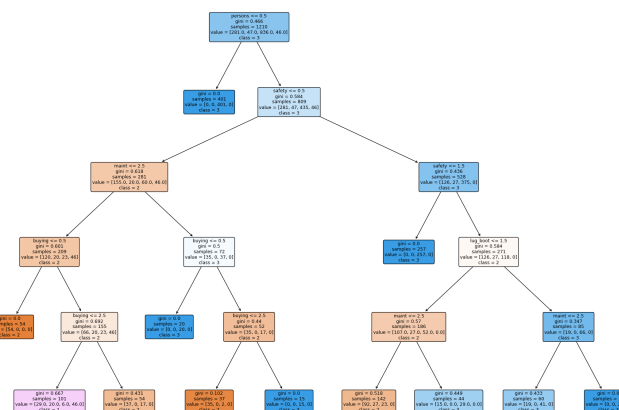 persons <= 0.5
gini = 0.466
samples = 1210
value = [281.0, 47.0, 836.0, 46.0]
class = 3
gini = 0.0
samples = 401
value = [0, 0, 401, 0]
class = 3
safety <= 0.5
gini = 0.584
samples = 809
value = [281, 47, 435, 46]
class = 3
maint <= 2.5
gini = 0.618
samples = 281
value = [155.0, 20.0, 60.0, 46.0]
class = 2
safety <= 1.5
gini = 0.436
samples = 528
value = [126, 27, 375, 0]
class = 3
buying <= 0.5
gini = 0.601
samples = 209
value = [120, 20, 23, 46]
class = 2
buying <= 0.5
gini = 0.5
samples = 72
value = [35, 0, 37, 0]
class = 3
gini = 0.0
samples = 257
value = [0, 0, 257, 0]
class = 3
lug_boot <= 1.5
gini = 0.584
samples = 271
value = [126, 27, 118, 0]
class = 2
gini = 0.0
samples = 54
value = [54, 0, 0, 0]
class = 2
buying <= 2.5
gini = 0.692
samples = 155
value = [66, 20, 23, 46]
class = 2
gini = 0.0
samples = 20
value = [0, 0, 20, 0]
class = 3
buying <= 2.5
gini = 0.44
samples = 52
value = [35, 0, 17, 0]
class = 2
maint <= 2.5
gini = 0.57
samples = 186
value = [107.0, 27.0, 52.0, 0.0]
class = 2
maint <= 2.5
gini = 0.347
samples = 85
value = [19, 0, 66, 0]
class = 3
gini = 0.667
samples = 101
value = [29.0, 20.0, 6.0, 46.0]
gini = 0.431
samples = 54
value = [37, 0, 17, 0]
gini = 0.102
samples = 37
value = [35, 0, 2, 0]
gini = 0.0
samples = 15
value = [0, 0, 15, 0]
gini = 0.518
samples = 142
value = [92, 27, 23, 0]
gini = 0.449
samples = 44
value = [15.0, 0.0, 29.0, 0.0]
gini = 0.433
samples = 60
value = [19, 0, 41, 0]